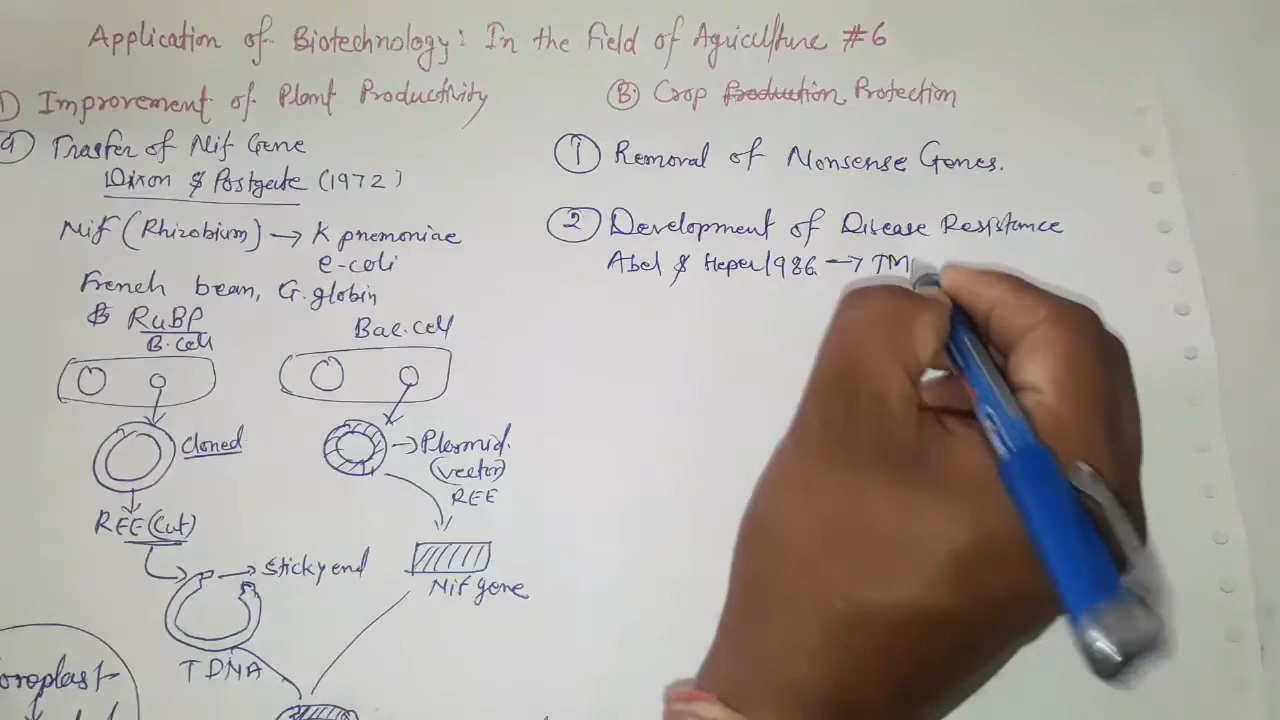 Application of Biotechnology: In the field of Agriculture #6
① Improvement of Plant Productivity
a Trasfer of Nif Gene
Dixon & Postgate (1972)
Nif (Rhizobium) → K pnemoniae
e-coli
French bean, G. globin
& RuBP
B. cell
Bac. cell
Cloned
→ Plasmid.
(vector)
REE
REE (Cut)
→ Sticky end
Nif gene
TDNA
oroplast
Ⓑ Crop Production Protection
① Removal of Nonsense Genes.
② Development of Disease Resistance
Abel & Heper 1986 → TM